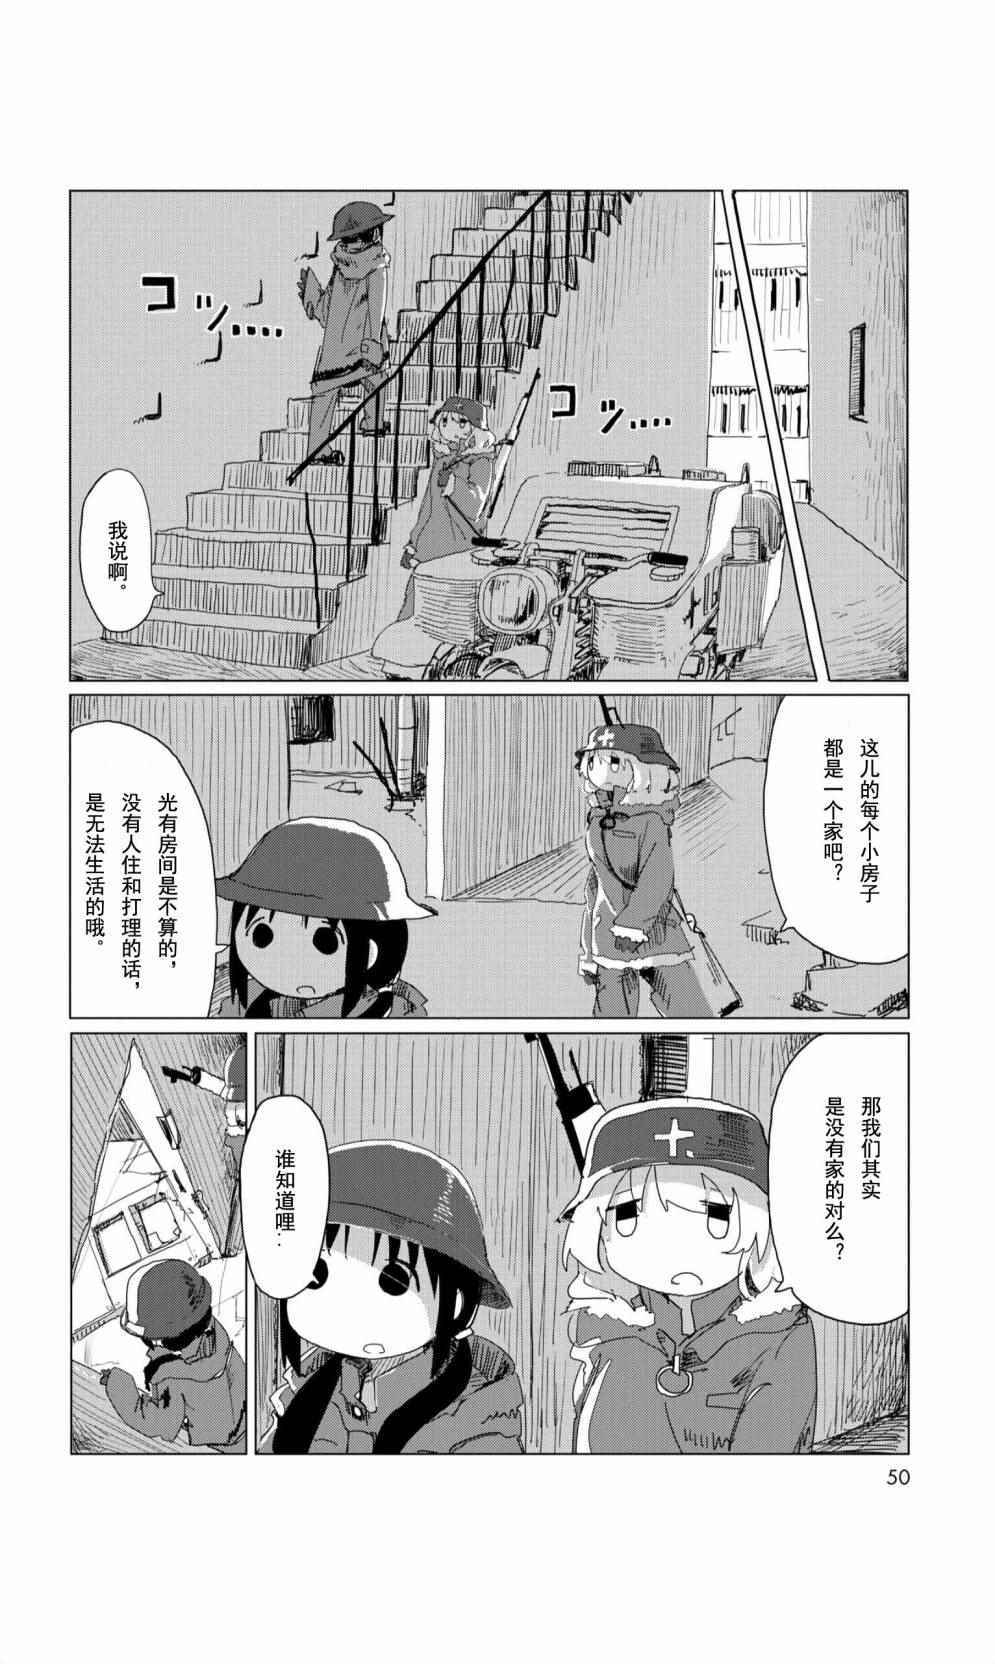 コッ……
コッ……
我说啊。
这儿的每个小房子
都是一个家吧？
光有房间是不算的，
没有人住和打理的话，
是无法生活的哦。
那我们其实
是没有家的对么？
谁知道哩…
50